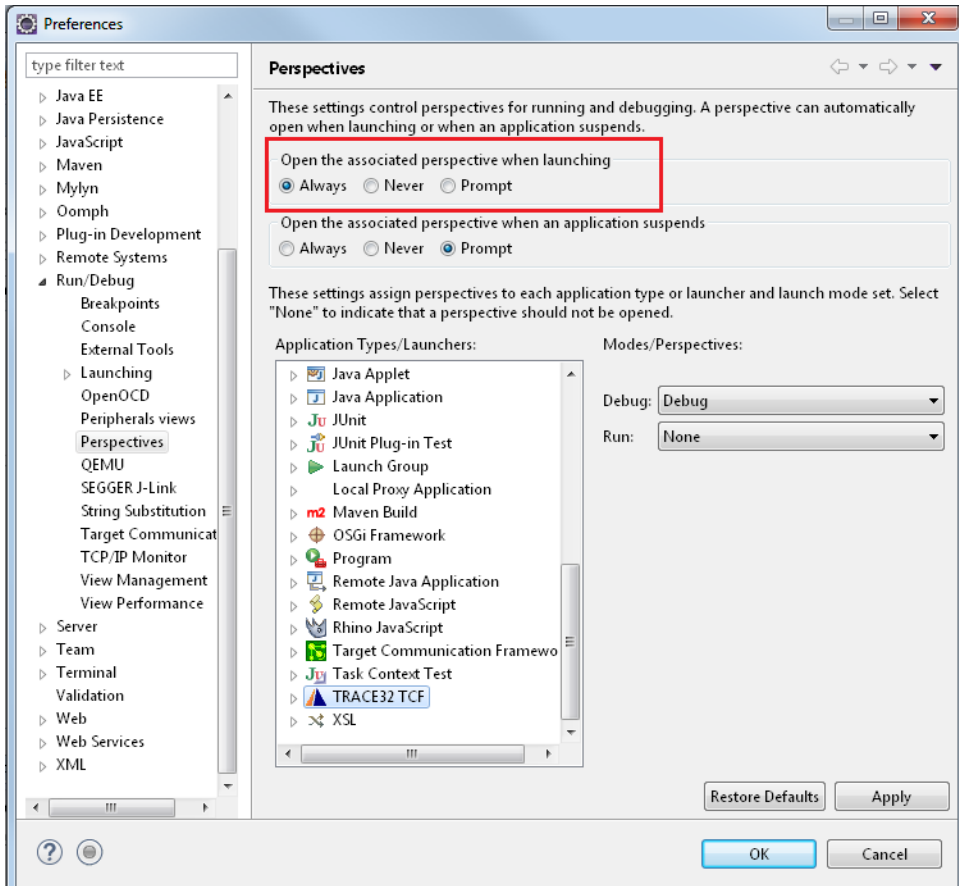 Preferences
type filter text
Java EE
Java Persistence
JavaScript
Maven
Mylyn
Oomph
Plug-in Development
Remote Systems
Run/Debug
Breakpoints
Console
External Tools
Launching
OpenOCD
Peripherals views
Perspectives
QEMU
SEGGER J-Link
String Substitution
Target Communicat
TCP/IP Monitor
View Management
View Performance
Server
Team
Terminal
Validation
Web
Web Services
XML
Perspectives
These settings control perspectives for running and debugging. A perspective can automatically
open when launching or when an application suspends.
Open the associated perspective when launching
Always Never Prompt
Open the associated perspective when an application suspends
Always Never Prompt
These settings assign perspectives to each application type or launcher and launch mode set. Select
"None" to indicate that a perspective should not be opened.
Application Types/Launchers:
Java Applet
Java Application
JUnit
JUnit Plug-in Test
Launch Group
Local Proxy Application
Maven Build
OSGi Framework
Program
Remote Java Application
Remote JavaScript
Rhino JavaScript
Target Communication Framewo
Task Context Test
TRACE32 TCF
XSL
Modes/Perspectives:
Debug: Debug
Run: None
Restore Defaults Apply
OK Cancel